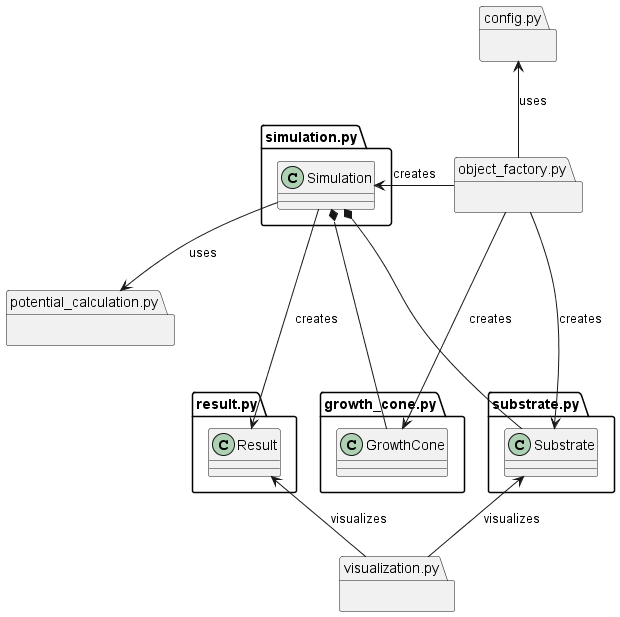 config.py
uses
simulation.py
C Simulation
creates
object_factory.py
uses
potential_calculation.py
creates
creates
creates
result.py
C Result
growth_cone.py
C GrowthCone
substrate.py
C Substrate
visualizes
visualizes
visualization.py